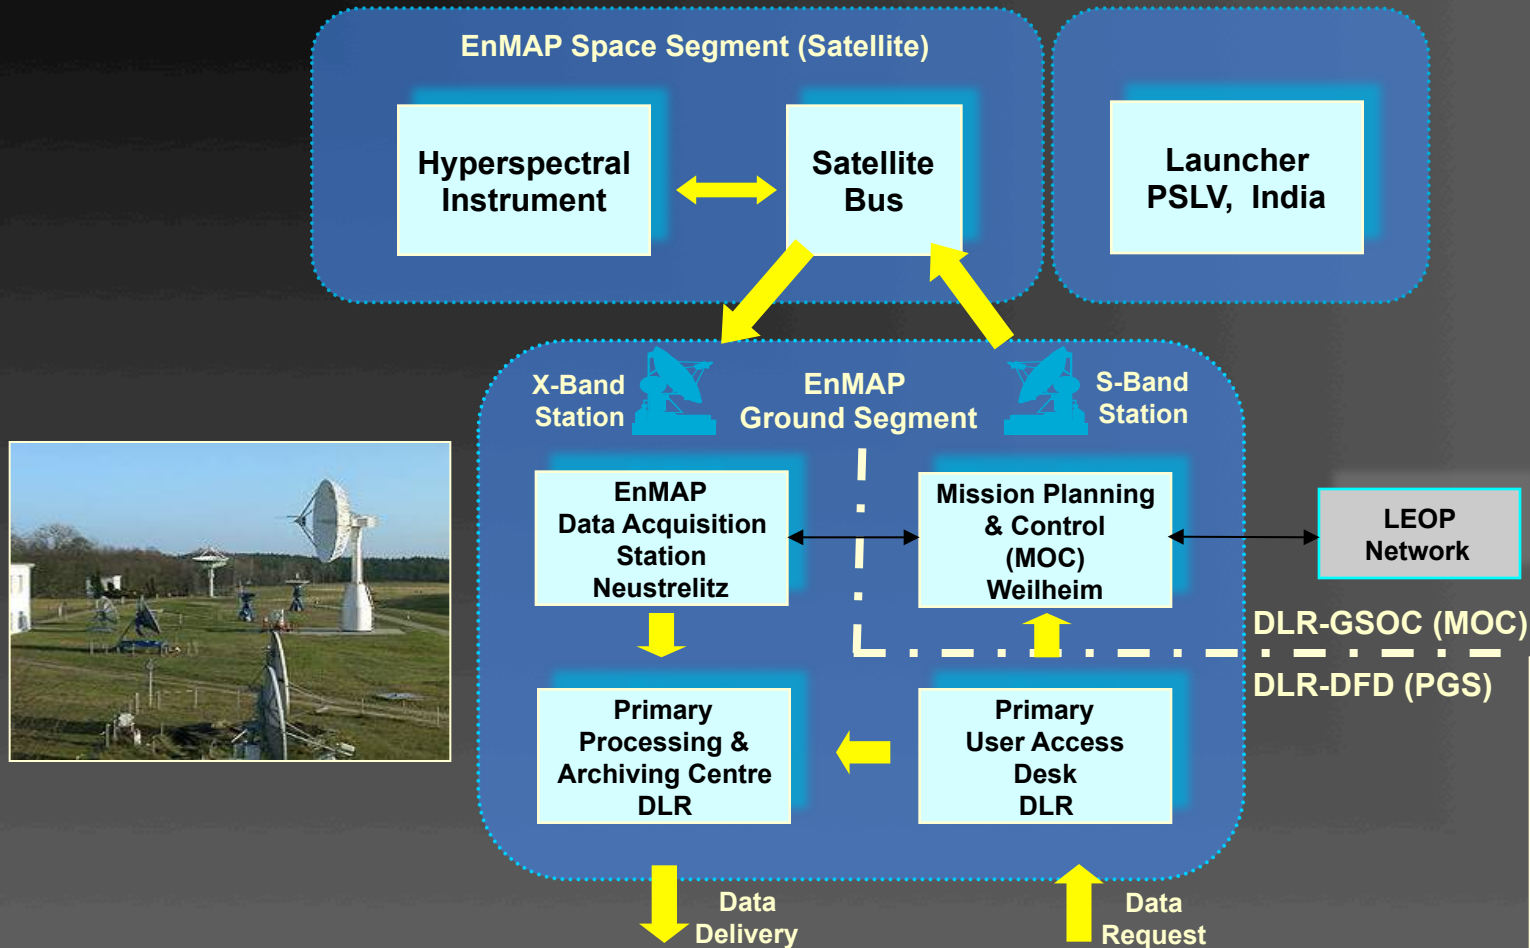 EnMAP Space Segment (Satellite)
Hyperspectral
Instrument
Satellite
Bus
Launcher
PSLV, India
X-Band
Station
EnMAP
Ground Segment
S-Band
Station
EnMAP
Data Acquisition
Station
Neustrelitz
Mission Planning
& Control
(MOC)
Weilheim
LEOP
Network
DLR-GSOC (MOC)
DLR-DFD (PGS)
Primary
Processing &
Archiving Centre
DLR
Primary
User Access
Desk
DLR
Data
Delivery
Data
Request